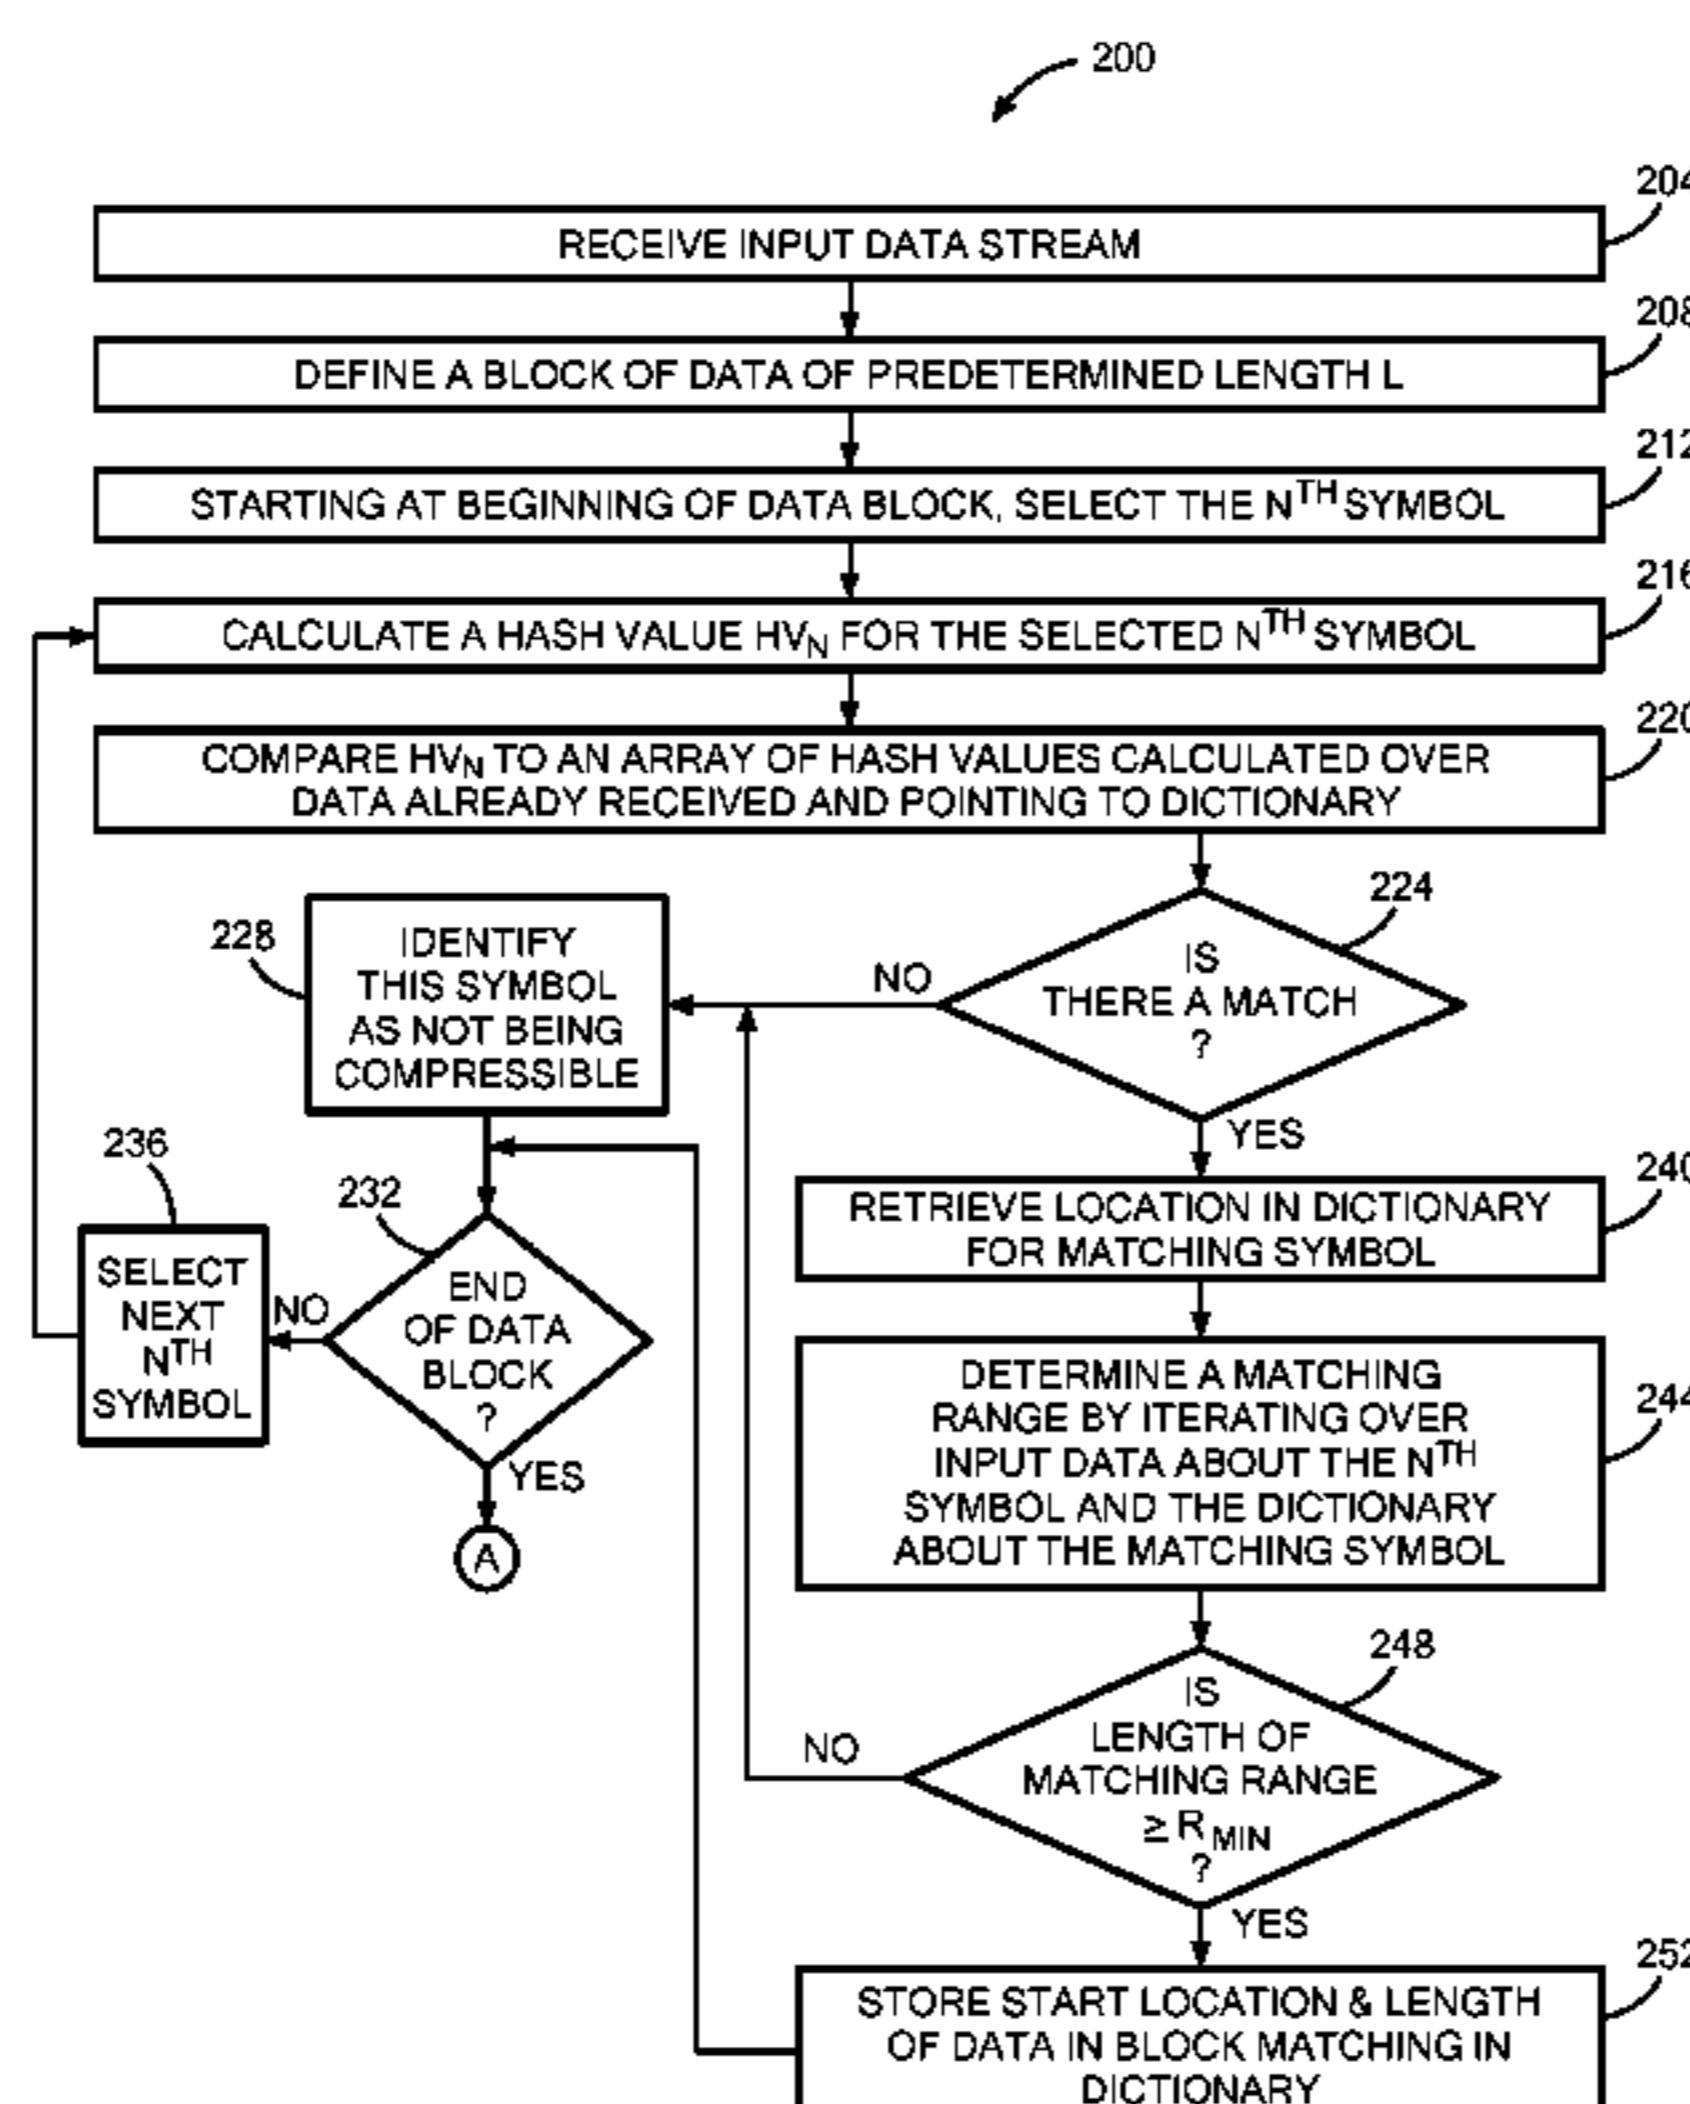 200
204
RECEIVE INPUT DATA STREAM
208
DEFINE A BLOCK OF DATA OF PREDETERMINED LENGTH L
212
STARTING AT BEGINNING OF DATA BLOCK, SELECT THE NTH SYMBOL
216
CALCULATE A HASH VALUE HVN FOR THE SELECTED NTH SYMBOL
220
COMPARE HVN TO AN ARRAY OF HASH VALUES CALCULATED OVER
DATA ALREADY RECEIVED AND POINTING TO DICTIONARY
224
IS
THERE A MATCH
?
NO
YES
228
IDENTIFY
THIS SYMBOL
AS NOT BEING
COMPRESSIBLE
232
END
OF DATA
BLOCK
?
NO
YES
A
236
SELECT
NEXT
NTH
SYMBOL
240
RETRIEVE LOCATION IN DICTIONARY
FOR MATCHING SYMBOL
244
DETERMINE A MATCHING
RANGE BY ITERATING OVER
INPUT DATA ABOUT THE NTH
SYMBOL AND THE DICTIONARY
ABOUT THE MATCHING SYMBOL
248
IS
LENGTH OF
MATCHING RANGE
≥ RMIN
?
NO
YES
252
STORE START LOCATION & LENGTH
OF DATA IN BLOCK MATCHING IN
DICTIONARY